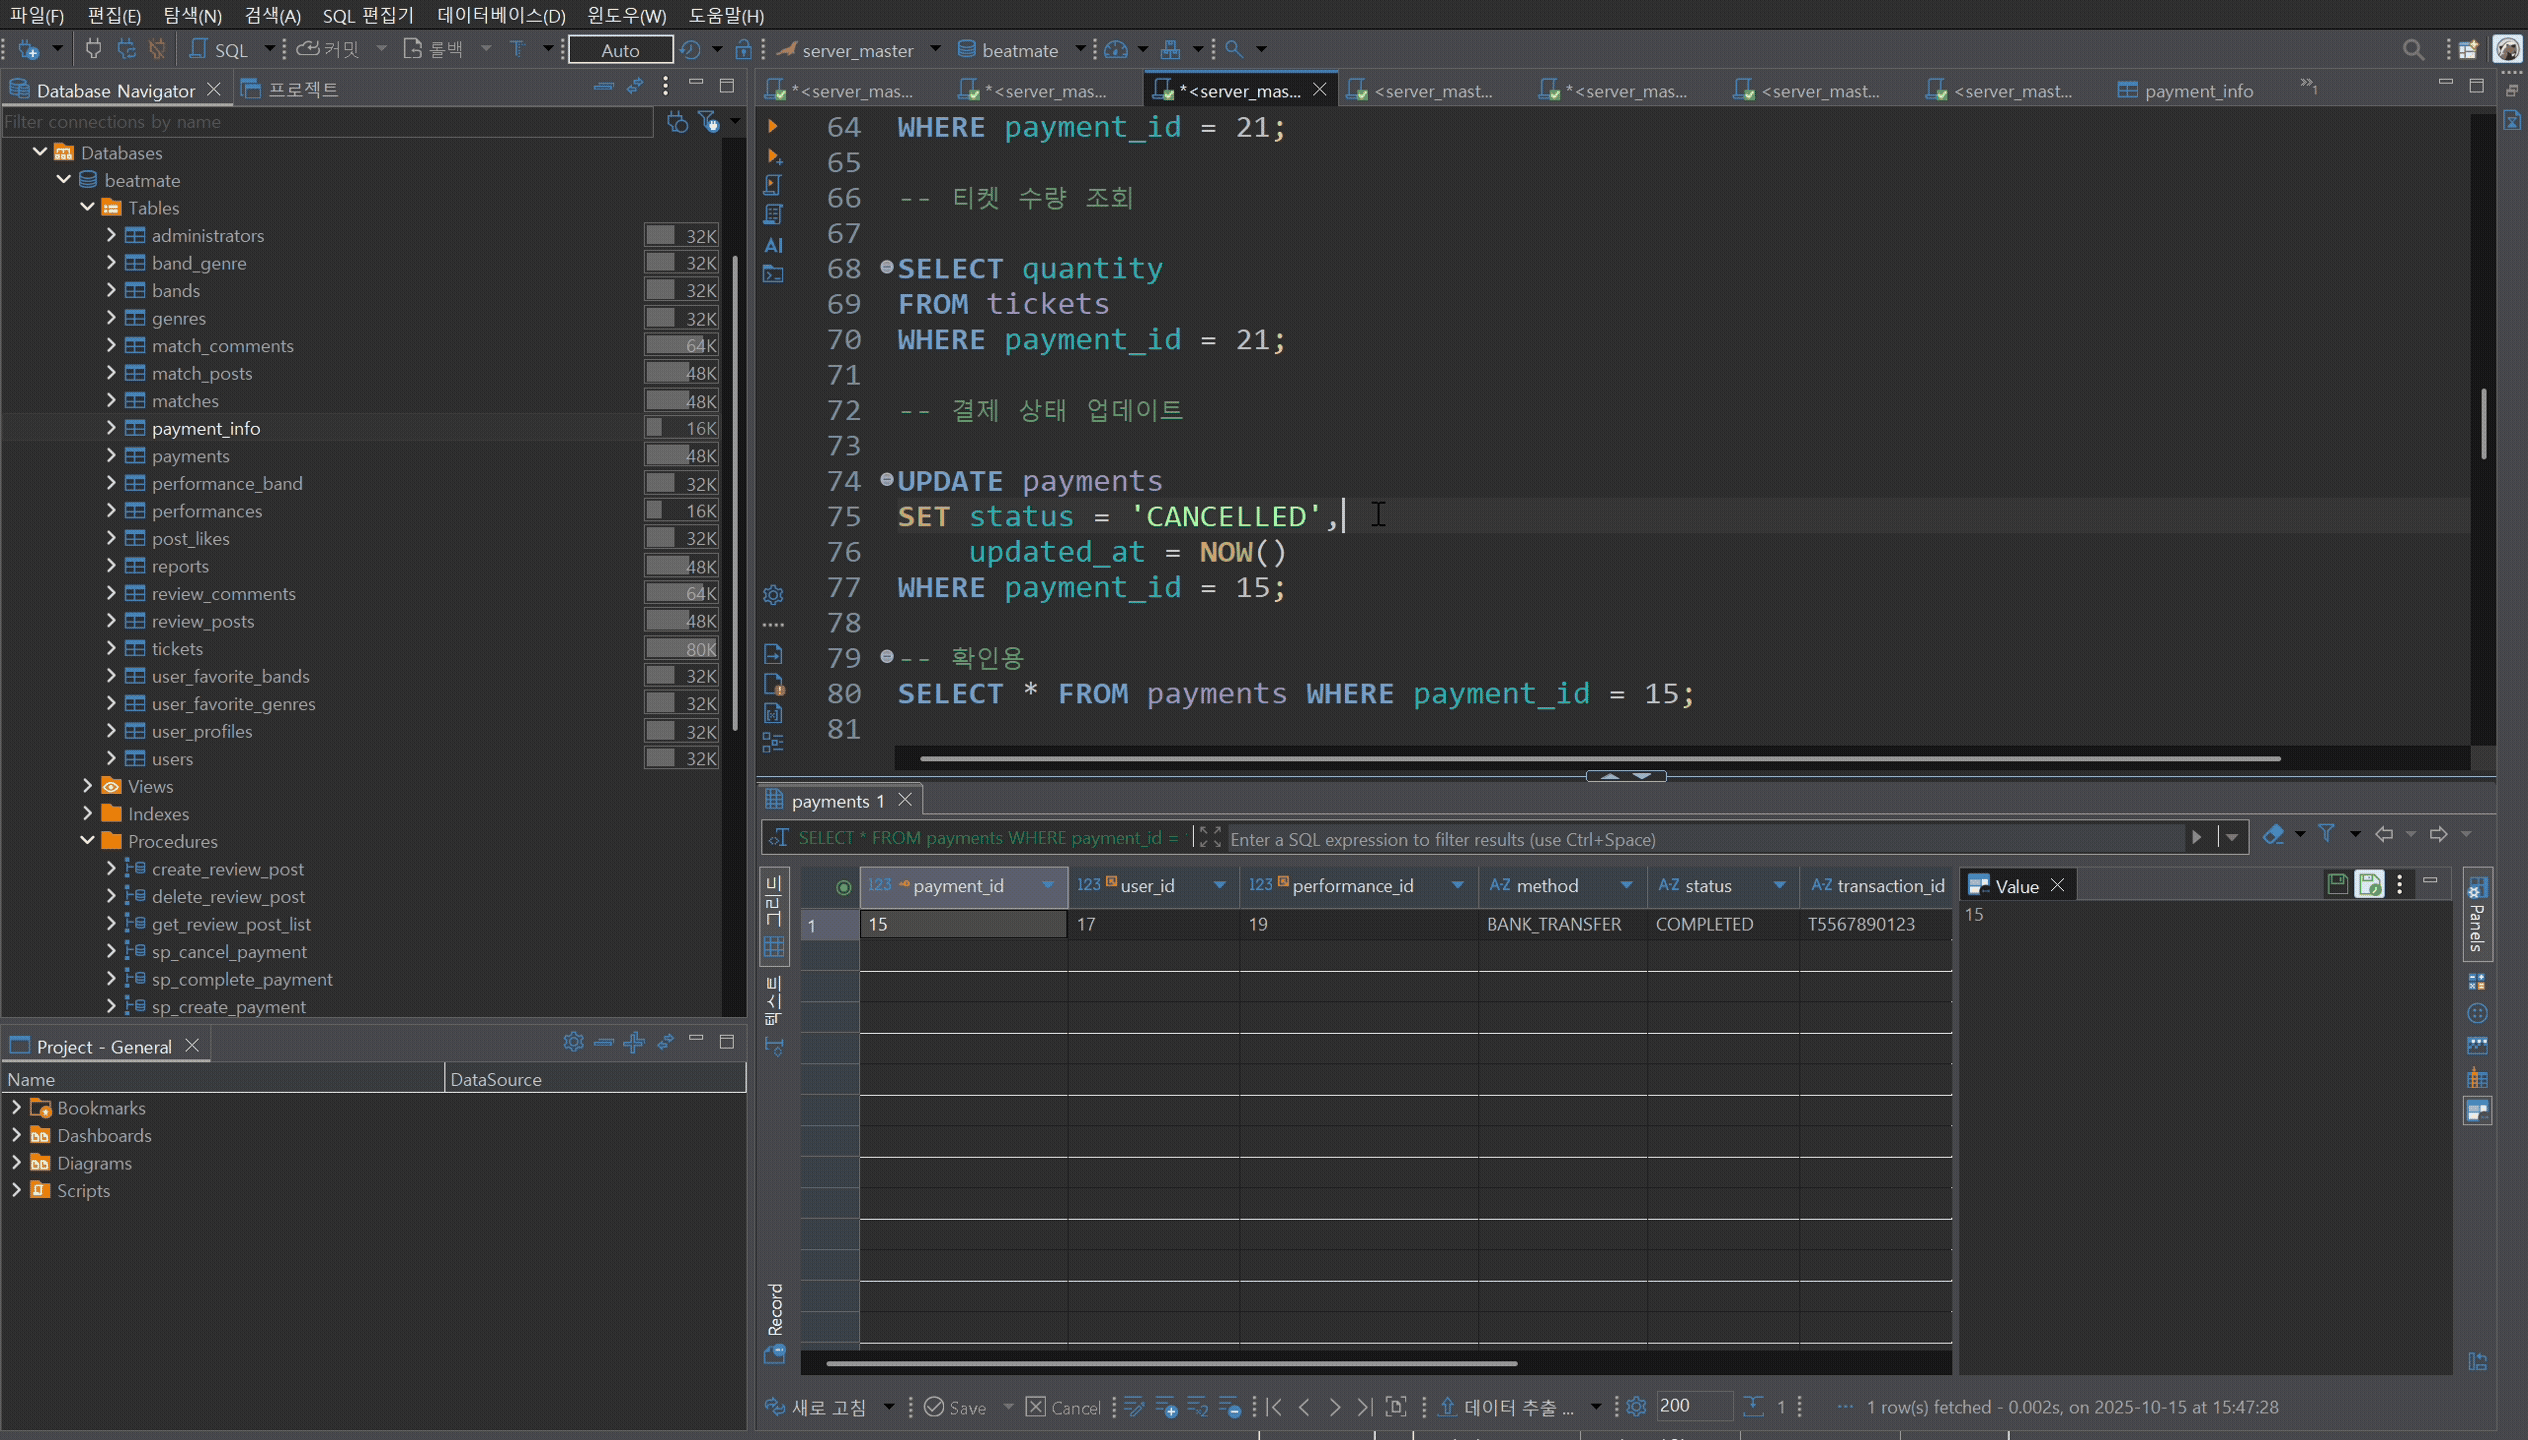 파일(F) 편집(E) 탐색(N) 검색(A) SQL 편집기 데이터베이스(D) 윈도우(W) 도움말(H)
SQL 커밋 롤백 T Auto server_master beatmate
Database Navigator 프로젝트
Filter connections by name
Databases
beatmate
Tables
administrators 32K
band_genre 32K
bands 32K
genres 32K
match_comments 64K
match_posts 48K
matches 48K
payment_info 16K
payments 48K
performance_band 32K
performances 16K
post_likes 32K
reports 48K
review_comments 64K
review_posts 48K
tickets 80K
user_favorite_bands 32K
user_favorite_genres 32K
user_profiles 32K
users 32K
Views
Indexes
Procedures
create_review_post
delete_review_post
get_review_post_list
sp_cancel_payment
sp_complete_payment
sp_create_payment
Project - General
Name DataSource
Bookmarks
Dashboards
Diagrams
Scripts
*<server_mas... *<server_mas... *<server_mas... <server_mast... *<server_mas... <server_mast... <server_mast... payment_info »1
AI
64 WHERE payment_id = 21;
65
66 -- 티켓 수량 조회
67
68 SELECT quantity
69 FROM tickets
70 WHERE payment_id = 21;
71
72 -- 결제 상태 업데이트
73
74 UPDATE payments
75 SET status = 'CANCELLED',
76 updated_at = NOW()
77 WHERE payment_id = 15;
78
79 -- 확인용
80 SELECT * FROM payments WHERE payment_id = 15;
81
payments 1
SELECT * FROM payments WHERE payment_id = Enter a SQL expression to filter results (use Ctrl+Space)
그리드
텍스트
Record
123 payment_id 123 user_id 123 performance_id A-Z method A-Z status A-Z transaction_id
1 15 17 19 BANK_TRANSFER COMPLETED T5567890123
Value
15
Panels
새로 고침 Save Cancel 데이터 추출 ... 200 1 ... 1 row(s) fetched - 0.002s, on 2025-10-15 at 15:47:28